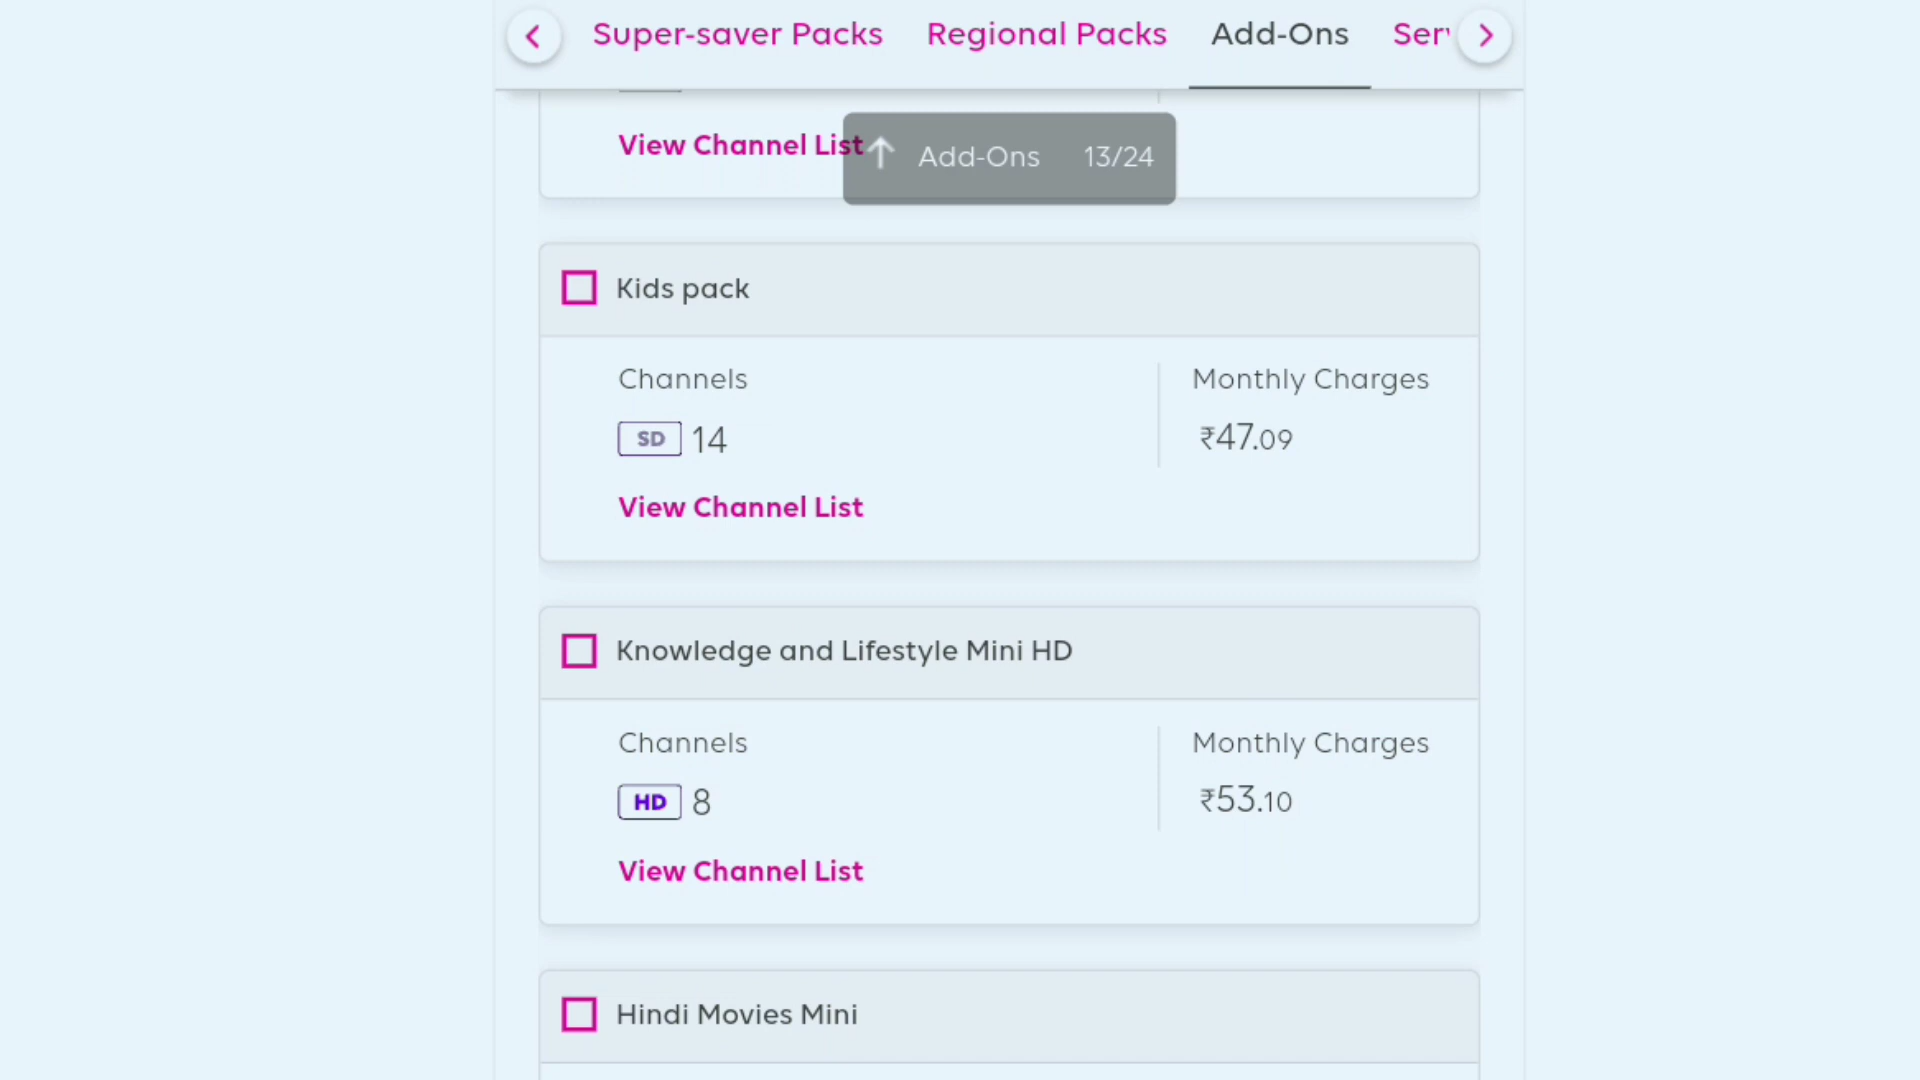 Super-saver Packs Regional Packs Add-Ons Serv
View Channel List
Add-Ons 13/24
Kids pack
Channels Monthly Charges
SD 14 ₹47.09
View Channel List
Knowledge and Lifestyle Mini HD
Channels Monthly Charges
HD 8 ₹53.10
View Channel List
Hindi Movies Mini